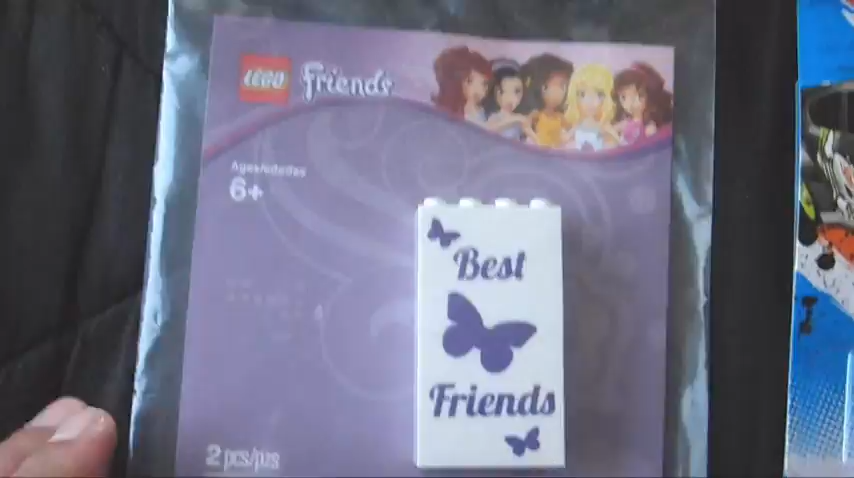 LEGO friends
Ages/edades
6+
Best
Friends
2 pcs/pzs